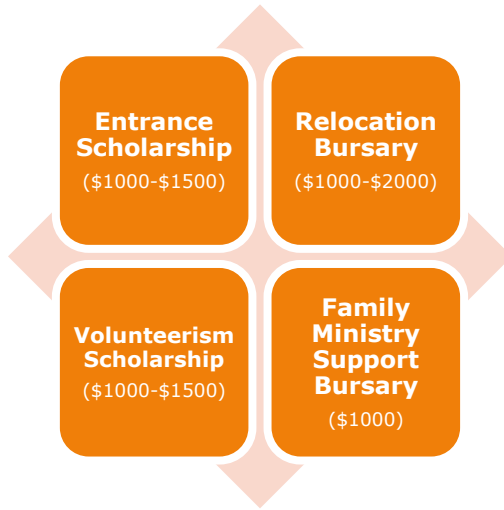 Entrance
Scholarship
($1000-$1500)
Relocation
Bursary
($1000-$2000)
Volunteerism
Scholarship
($1000-$1500)
Family
Ministry
Support
Bursary
($1000)